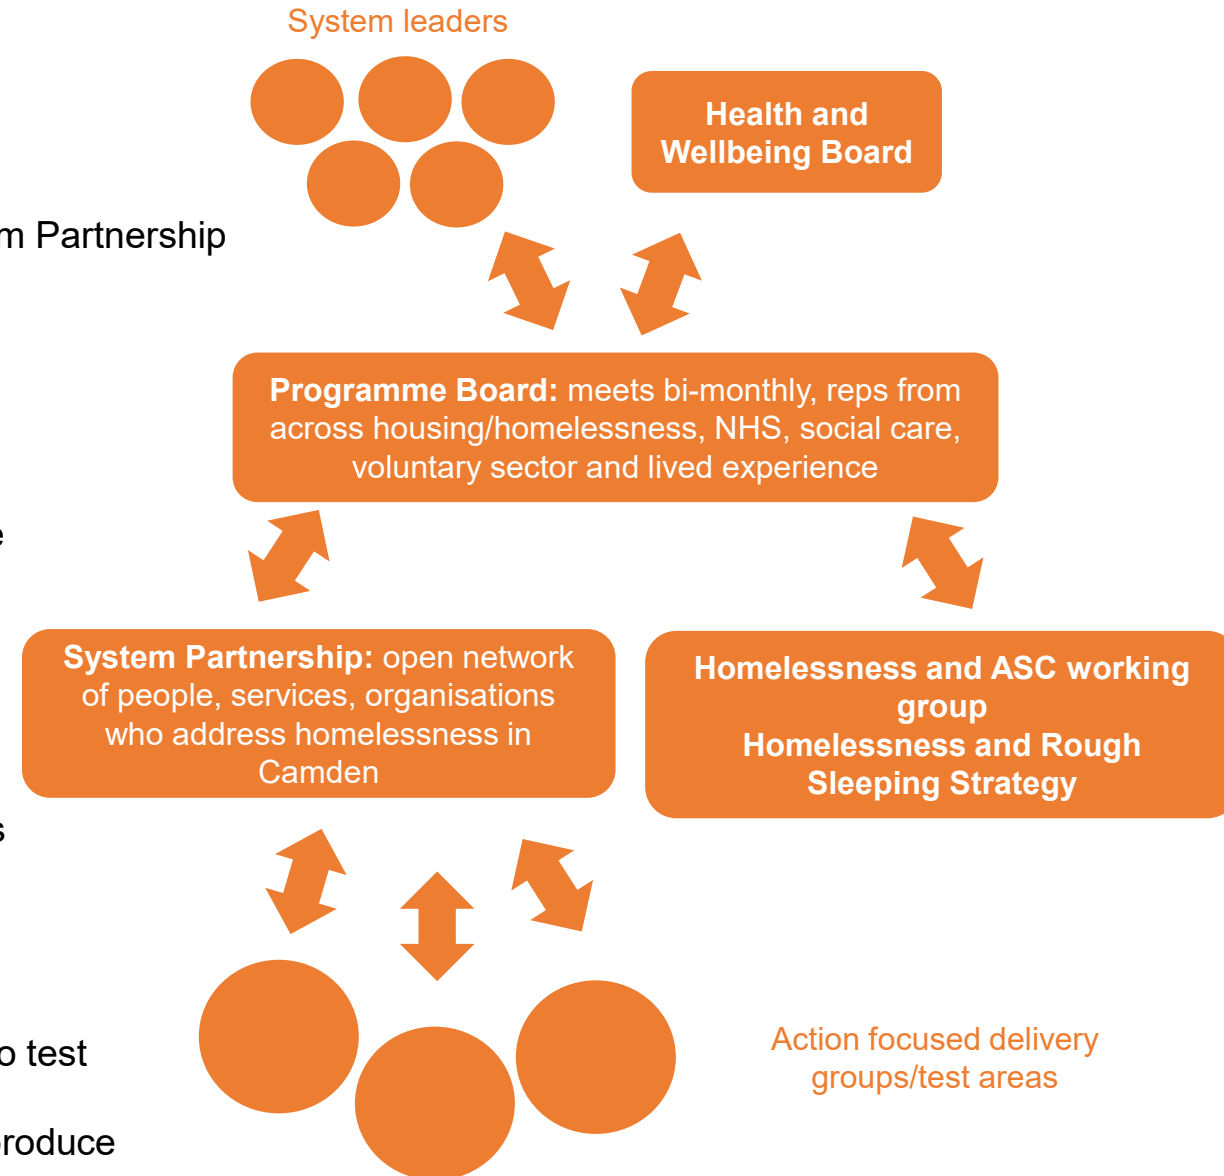 System leaders
Health and
Wellbeing Board
m Partnership
Programme Board: meets bi-monthly, reps from
across housing/homelessness, NHS, social care,
voluntary sector and lived experience
e
System Partnership: open network
of people, services, organisations
who address homelessness in
Camden
Homelessness and ASC working
group
Homelessness and Rough
Sleeping Strategy
s
o test
Action focused delivery
groups/test areas
produce